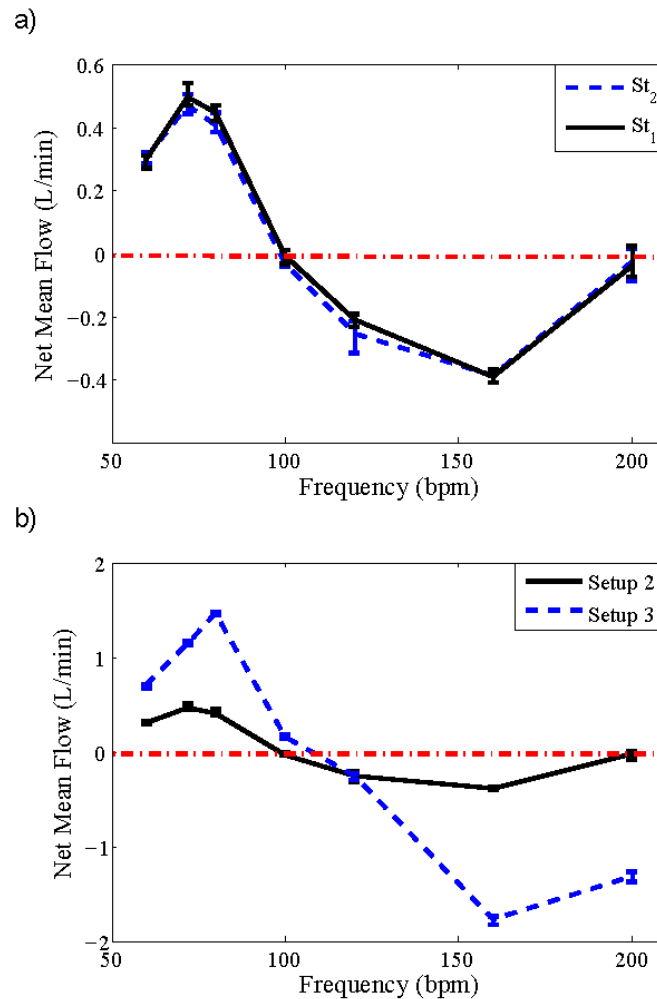 a)
0.6
0.4
0.2
0
−0.2
−0.4
50
100
150
200
Net Mean Flow (L/min)
Frequency (bpm)
St2
St1
b)
2
1
0
−1
−2
50
100
150
200
Net Mean Flow (L/min)
Frequency (bpm)
Setup 2
Setup 3